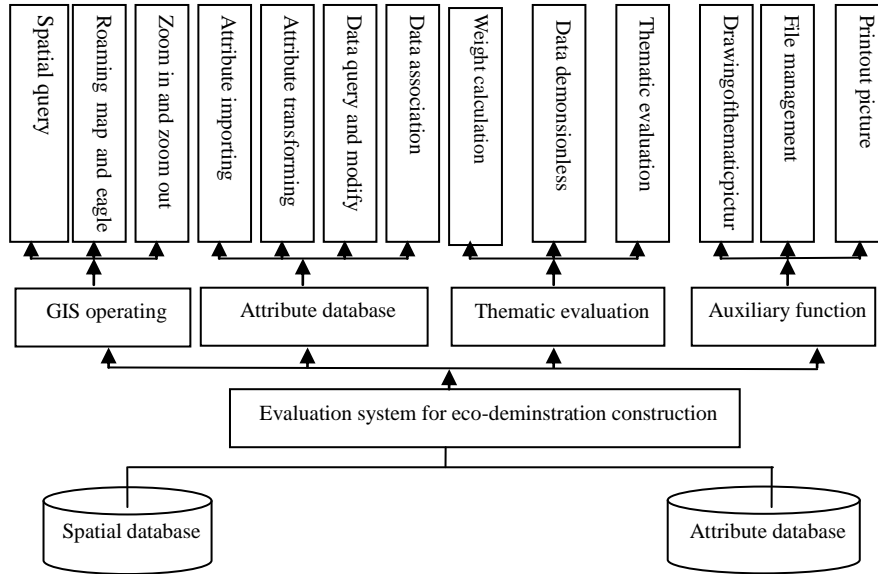 Spatial query
Roaming map and eagle
Zoom in and zoom out
Attribute importing
Attribute transforming
Data query and modify
Data association
Weight calculation
Data demonsionless
Thematic evaluation
Drawingofthematicpictur
File management
Printout picture
GIS operating
Attribute database
Thematic evaluation
Auxiliary function
Evaluation system for eco-deminstration construction
Spatial database
Attribute database